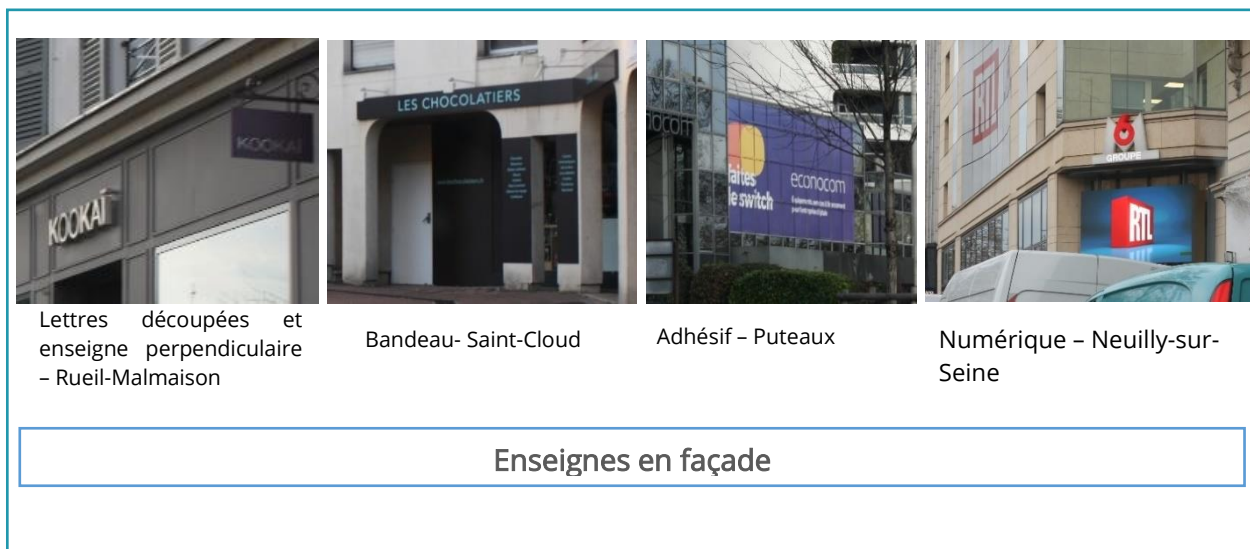 KOOKAÏ
KOOKAÏ
LES CHOCOLATIERS
faites
le switch
econocom
RTL
GROUPE
RTL
Lettres découpées et
enseigne perpendiculaire
– Rueil-Malmaison
Bandeau- Saint-Cloud
Adhésif – Puteaux
Numérique – Neuilly-sur-
Seine
Enseignes en façade